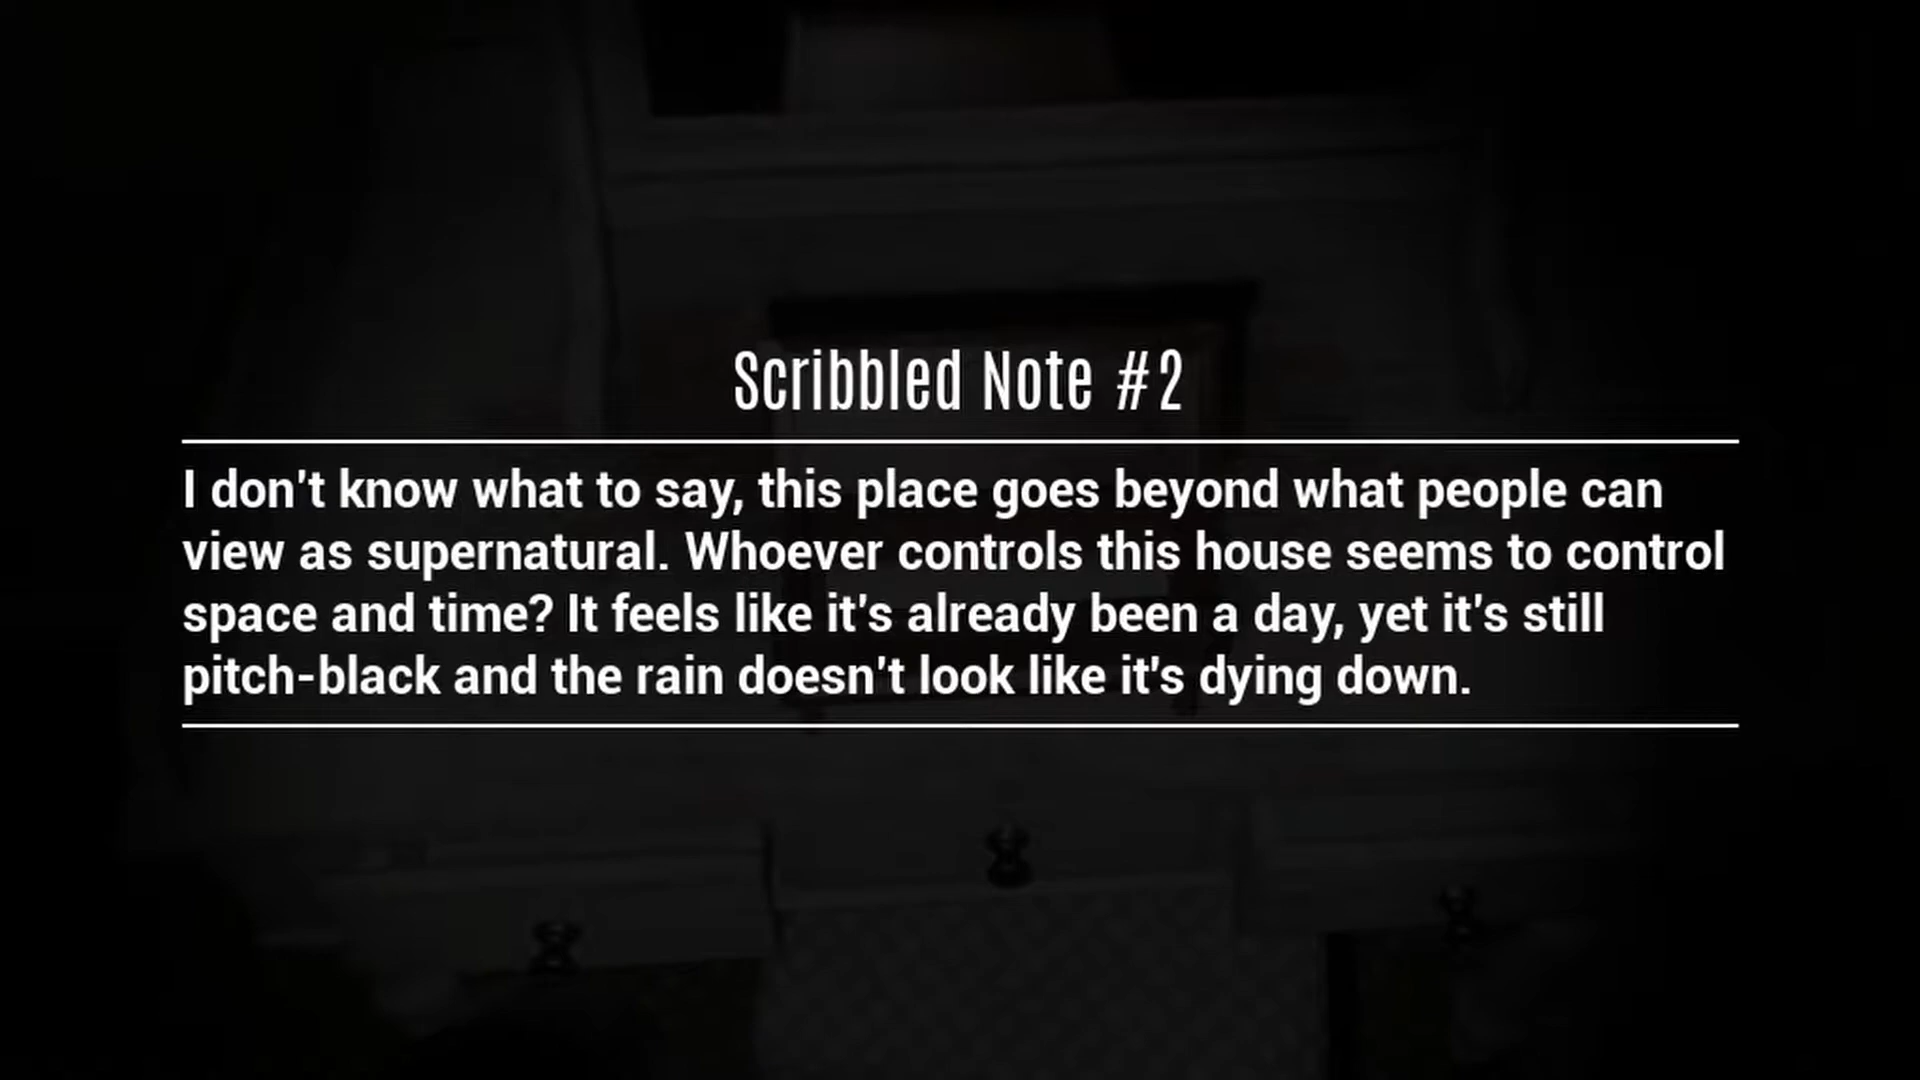 Scribbled Note #2
I don't know what to say, this place goes beyond what people can
view as supernatural. Whoever controls this house seems to control
space and time? It feels like it's already been a day, yet it's still
pitch-black and the rain doesn't look like it's dying down.